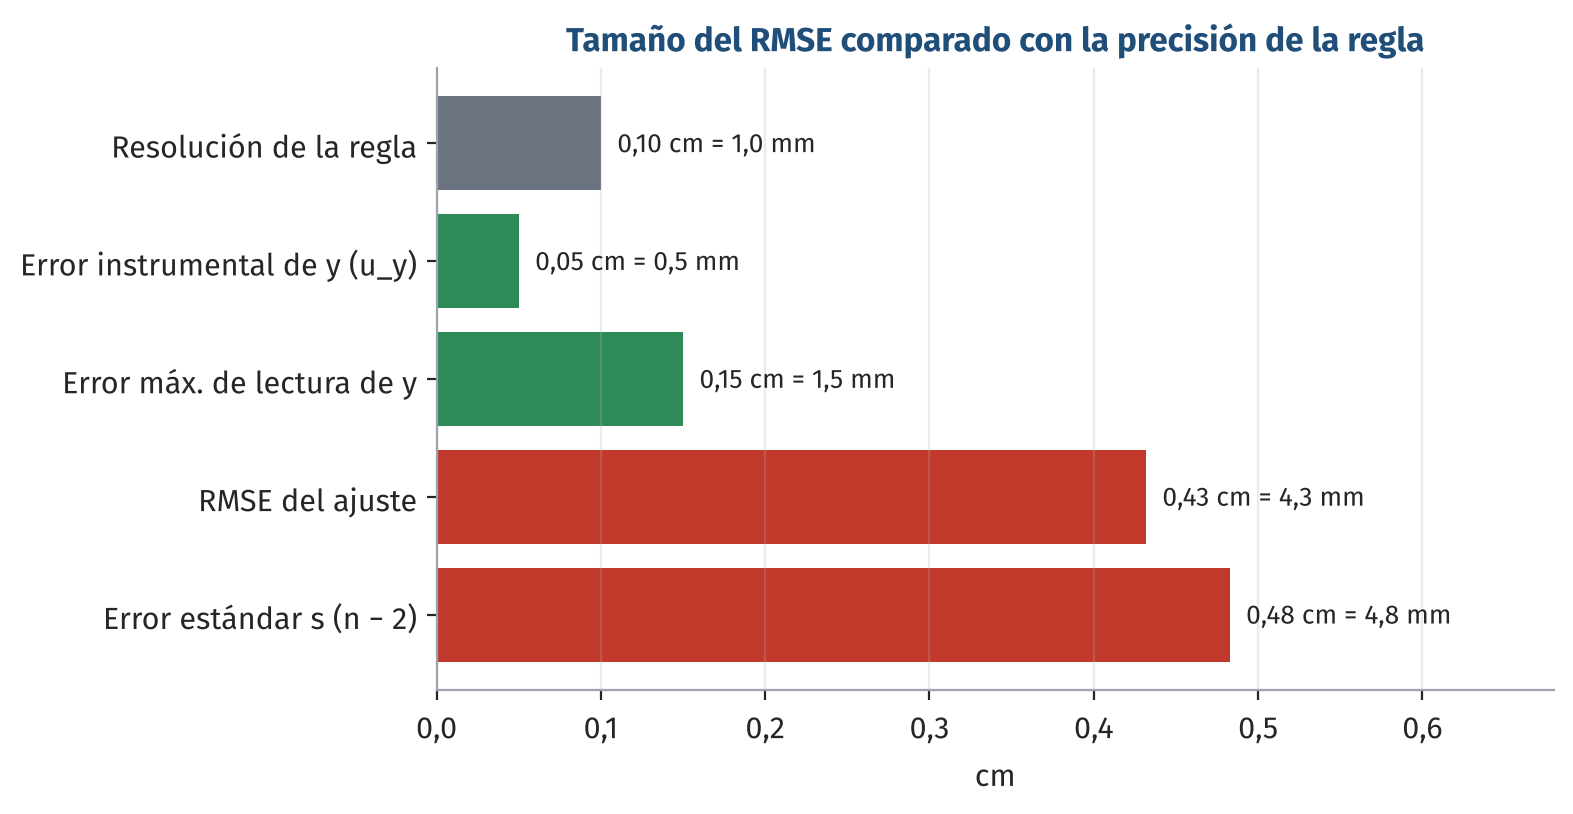 Tamaño del RMSE comparado con la precisión de la regla
Resolución de la regla
0,10 cm = 1,0 mm
Error instrumental de y (u_y)
0,05 cm = 0,5 mm
Error máx. de lectura de y
0,15 cm = 1,5 mm
RMSE del ajuste
0,43 cm = 4,3 mm
Error estándar s (n − 2)
0,48 cm = 4,8 mm
0,0 0,1 0,2 0,3 0,4 0,5 0,6
cm